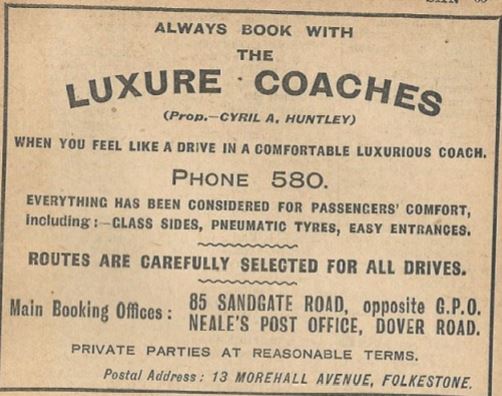 ALWAYS BOOK WITH
THE
LUXURE COACHES
(Prop.—CYRIL A. HUNTLEY)
WHEN YOU FEEL LIKE A DRIVE IN A COMFORTABLE LUXURIOUS COACH.
PHONE 580.
EVERYTHING HAS BEEN CONSIDERED FOR PASSENGERS' COMFORT,
Including:—GLASS SIDES, PNEUMATIC TYRES, EASY ENTRANCES.
ROUTES ARE CAREFULLY SELECTED FOR ALL DRIVES.
Main Booking Offices: 85 SANDGATE ROAD, opposite G.P.O.
NEALE'S POST OFFICE, DOVER ROAD.
PRIVATE PARTIES AT REASONABLE TERMS.
Postal Address: 13 MOREHALL AVENUE, FOLKESTONE.